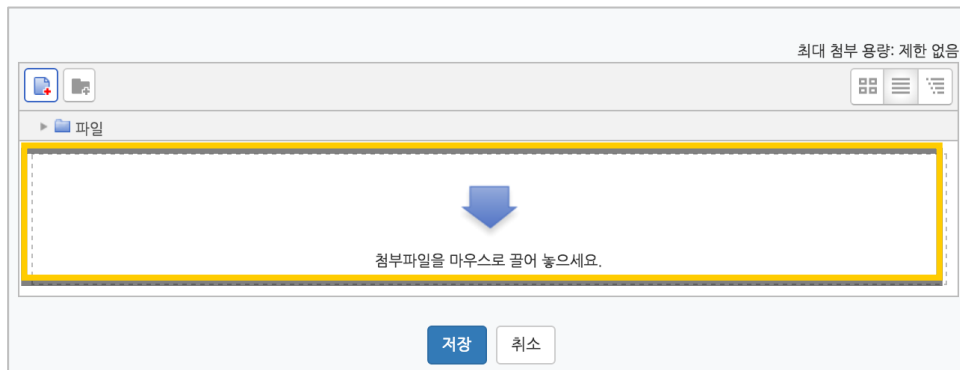 최대 첨부 용량: 제한 없음
파일
첨부파일을 마우스로 끌어 놓으세요.
저장 취소